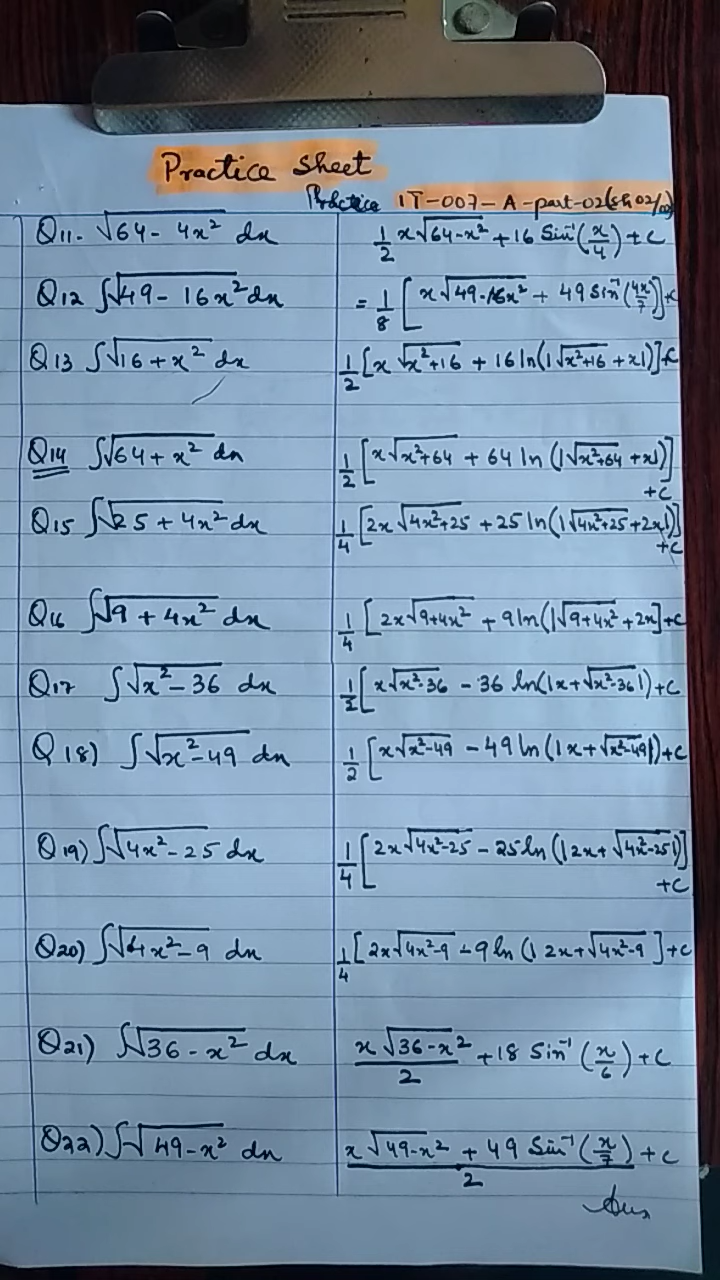 Practice Sheet
Practice IT-007-A-part-02(sh02/02)
Q11- √64-4x² dx ½ x√64-x² + 16 Sin⁻¹(x/4) + c
Q12 ∫√49-16x² dx = 1/8 [x√49-16x² + 49 sin⁻¹(4x/7)]+c
Q13 ∫√16+x² dx ½[x √x²+16 + 16 ln(|√x²+16 + x|)]+c
Q14 ∫√64+x² dx ½[x√x²+64 + 64 ln (|√x²+64 + x|)]
+c
Q15 ∫√25+4x² dx ¼[2x √4x²+25 + 25 ln(|√4x²+25 + 2x|)]
+c
Q16 ∫√9+4x² dx ¼[2x√9+4x² + 9 ln(|√9+4x² + 2x]+c
Q17 ∫√x²-36 dx ½[x√x²-36 - 36 ln(|x+√x²-36|)+c
Q18) ∫√x²-49 dx ½[x√x²-49 - 49 ln(|x+√x²-49|)+c
Q19) ∫√4x²-25 dx ¼[2x√4x²-25 - 25 ln(|2x+√4x²-25|)]
+c
Q20) ∫√4x²-9 dx ¼[2x√4x²-9 - 9 ln(|2x+√4x²-9]+c
Q21) ∫√36-x² dx x√36-x²/2 + 18 Sin⁻¹(x/6) + c
Q22) ∫√49-x² dx x√49-x² + 49 Sin⁻¹(x/7)/2 + c
Ans